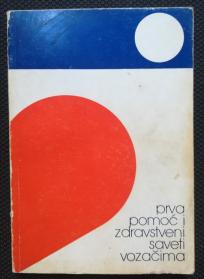 prva
pomoć i
zdravstveni
saveti
vozačima